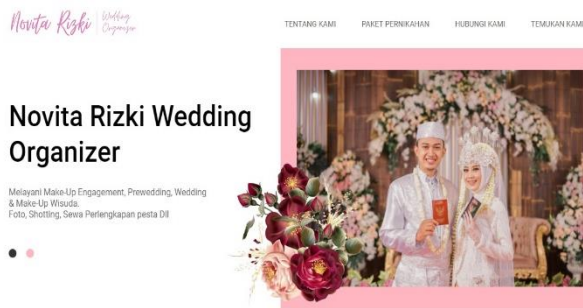 Novita Rizki Wedding
Organizer
TENTANG KAMI PAKET PERNIKAHAN HUBUNGI KAMI TEMUKAN KAMI
Novita Rizki Wedding
Organizer
Melayani Make-Up Engagement, Prewedding, Wedding
& Make-Up Wisuda.
Foto, Shotting, Sewa Perlengkapan pesta Dll